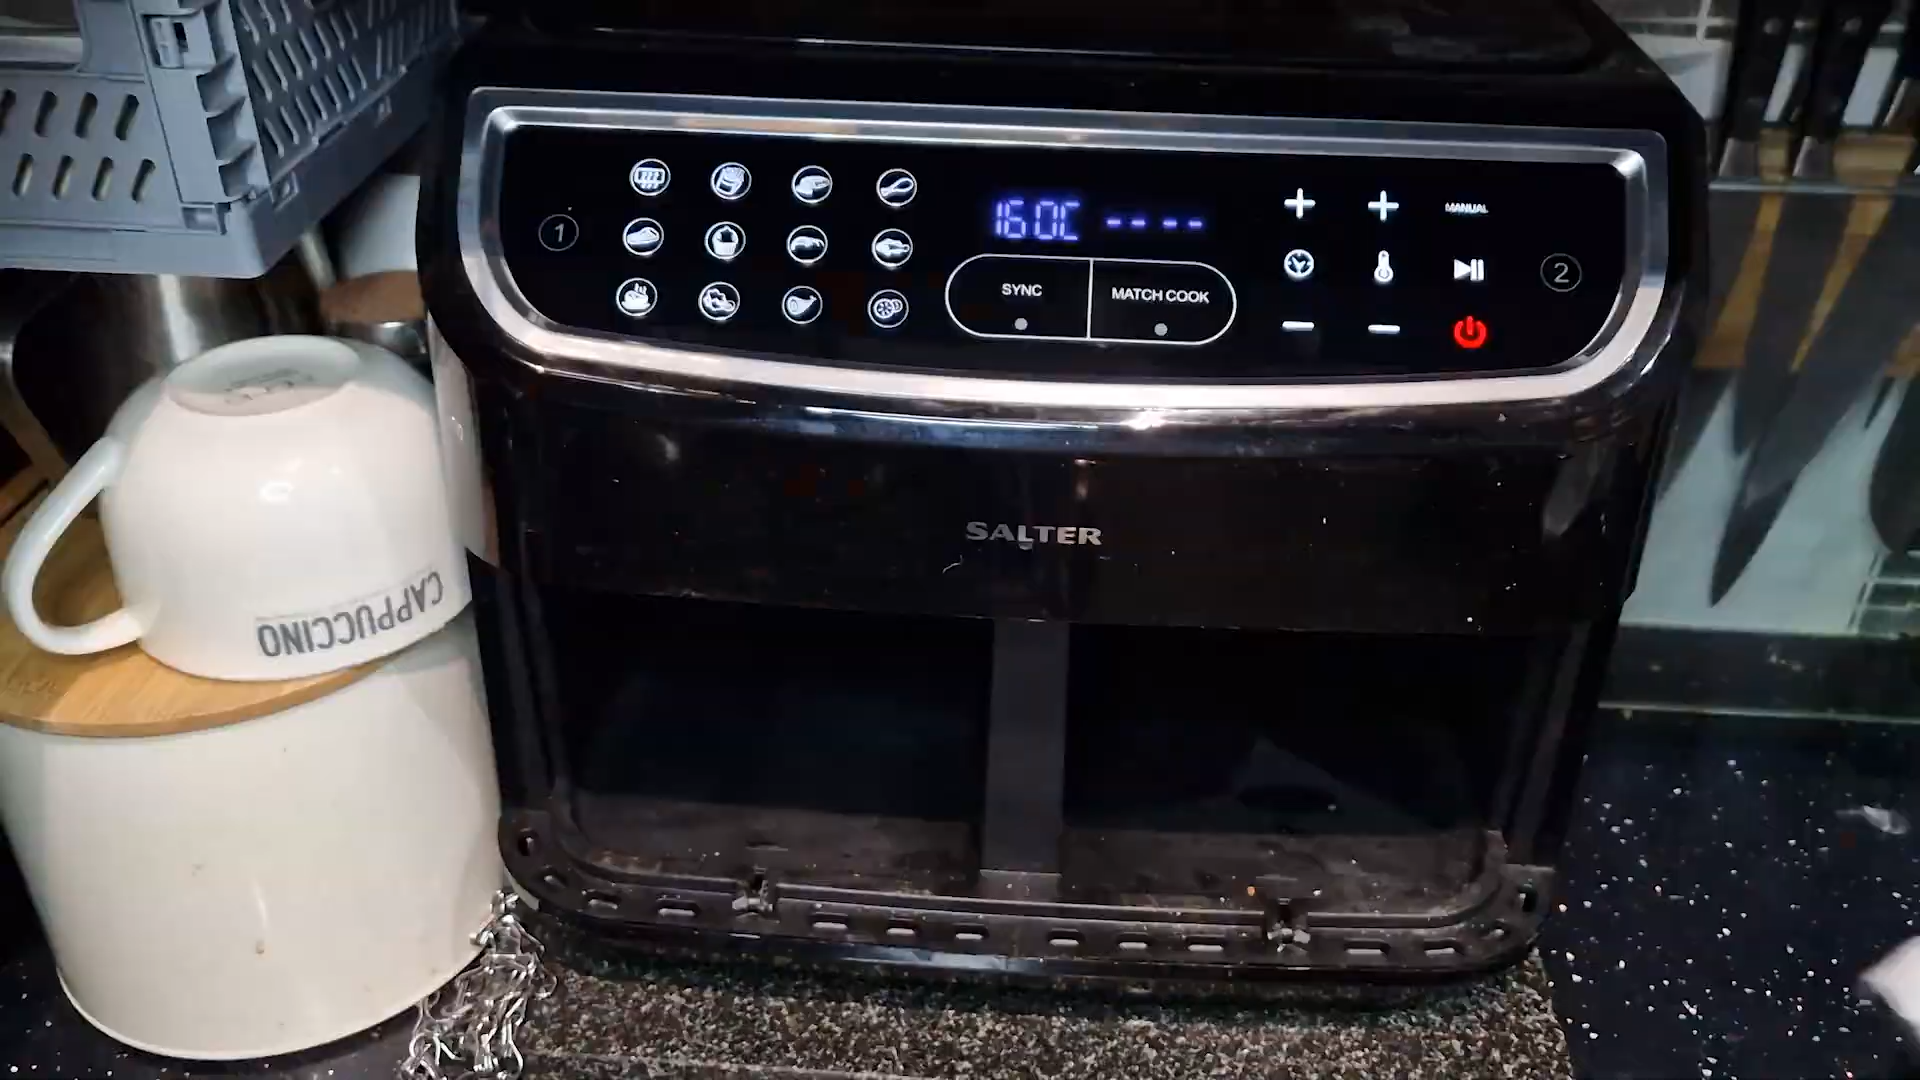 1
160C ----
SYNC
MATCH COOK
MANUAL
2
SALTER
CAPPUCCINO